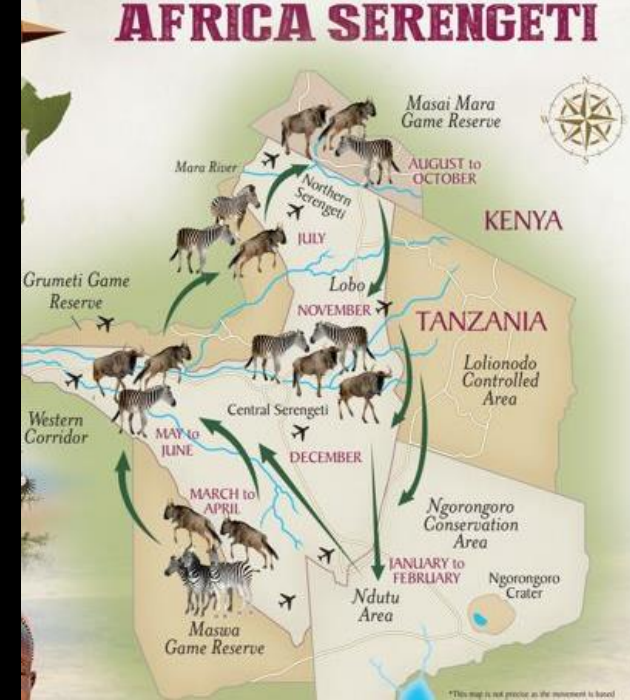 AFRICA SERENGETI
N
W
E
S
Masai Mara
Game Reserve
Mara River
AUGUST to
OCTOBER
Northern
Serengeti
KENYA
JULY
Grumeti Game
Reserve
Lobo
NOVEMBER
TANZANIA
Lolionodo
Controlled
Area
Central Serengeti
Western
Corridor
MAY to
JUNE
DECEMBER
MARCH to
APRIL
Ngorongoro
Conservation
Area
JANUARY to
FEBRUARY
Ngorongoro
Crater
Ndutu
Area
Maswa
Game Reserve
*This map is not precise as the movement is based